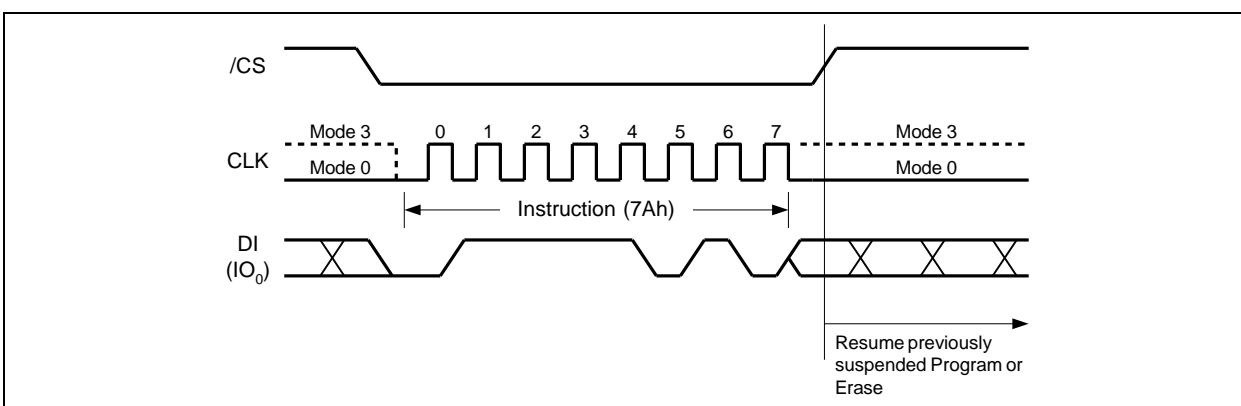 /CS
Mode 3 0 1 2 3 4 5 6 7 Mode 3
CLK
Mode 0 Mode 0
Instruction (7Ah)
DI
(IO₀)
Resume previously
suspended Program or
Erase